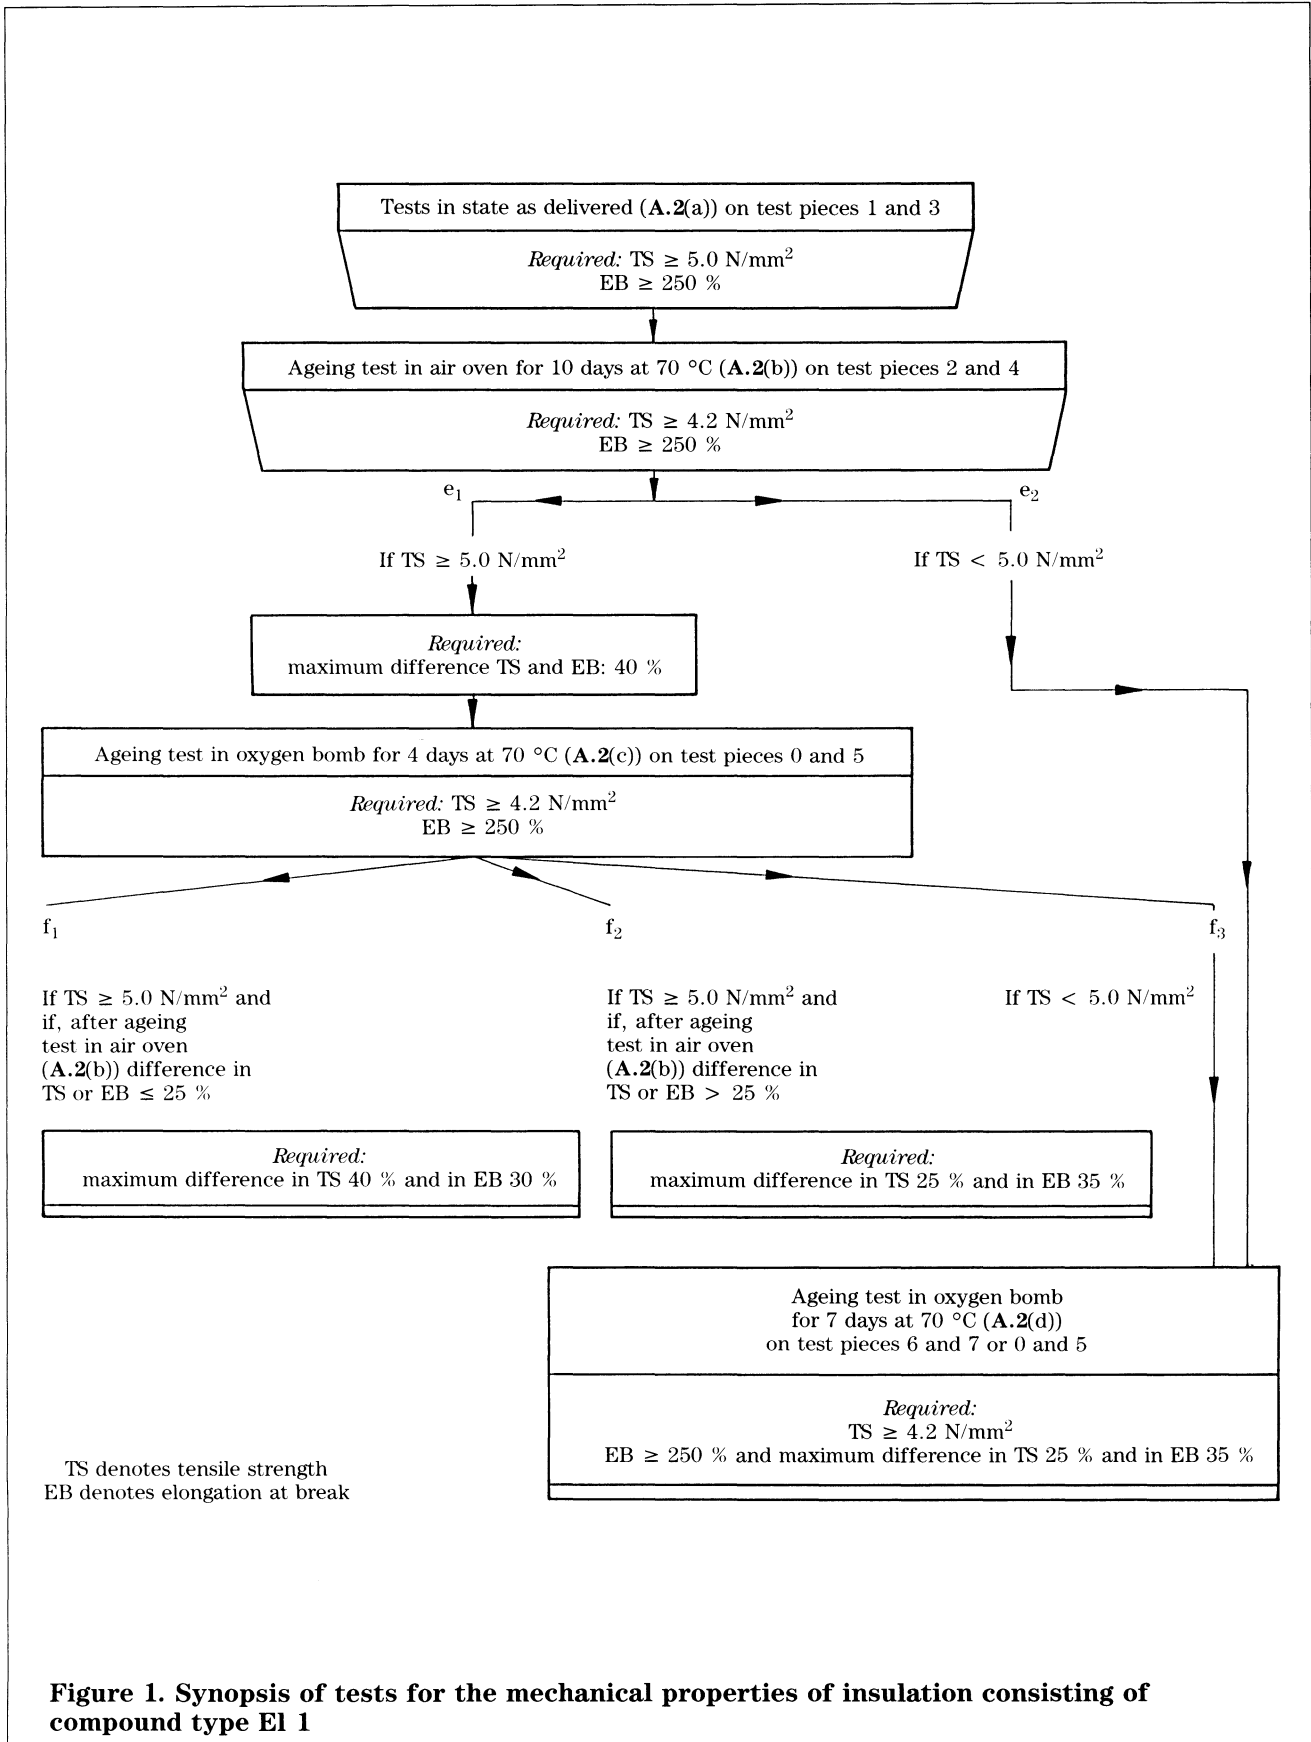 Tests in state as delivered (A.2(a)) on test pieces 1 and 3
Required: TS ≥ 5.0 N/mm²
EB ≥ 250 %
Ageing test in air oven for 10 days at 70 °C (A.2(b)) on test pieces 2 and 4
Required: TS ≥ 4.2 N/mm²
EB ≥ 250 %
e₁
e₂
If TS ≥ 5.0 N/mm²
If TS < 5.0 N/mm²
Required:
maximum difference TS and EB: 40 %
Ageing test in oxygen bomb for 4 days at 70 °C (A.2(c)) on test pieces 0 and 5
Required: TS ≥ 4.2 N/mm²
EB ≥ 250 %
f₁
f₂
f₃
If TS ≥ 5.0 N/mm² and
if, after ageing
test in air oven
(A.2(b)) difference in
TS or EB ≤ 25 %
If TS ≥ 5.0 N/mm² and
if, after ageing
test in air oven
(A.2(b)) difference in
TS or EB > 25 %
If TS < 5.0 N/mm²
Required:
maximum difference in TS 40 % and in EB 30 %
Required:
maximum difference in TS 25 % and in EB 35 %
Ageing test in oxygen bomb
for 7 days at 70 °C (A.2(d))
on test pieces 6 and 7 or 0 and 5
Required:
TS ≥ 4.2 N/mm²
EB ≥ 250 % and maximum difference in TS 25 % and in EB 35 %
TS denotes tensile strength
EB denotes elongation at break
Figure 1. Synopsis of tests for the mechanical properties of insulation consisting of
compound type El 1